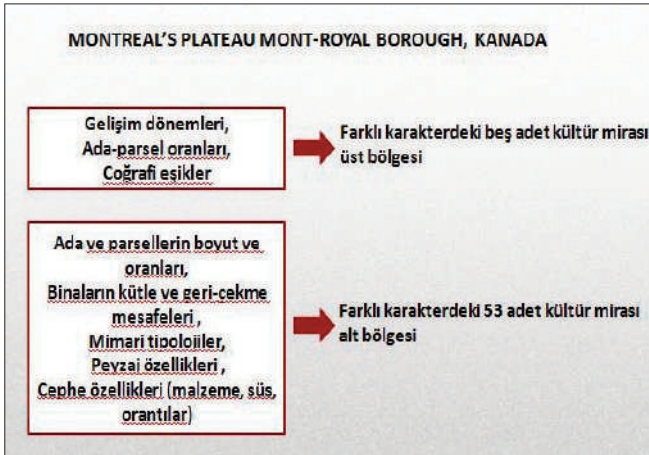 MONTREAL'S PLATEAU MONT-ROYAL BOROUGH, KANADA
Gelişim dönemleri,
Ada-parsel oranları,
Coğrafi eşikler
Farklı karakterdeki beş adet kültür mirası
üst bölgesi
Ada ve parsellerin boyut ve
oranları,
Binaların kütle ve geri-çekme
mesafeleri ,
Mimari tipolojiler,
Peyzaj özellikleri ,
Cephe özellikleri (malzeme, süs,
orantılar)
Farklı karakterdeki 53 adet kültür mirası
alt bölgesi